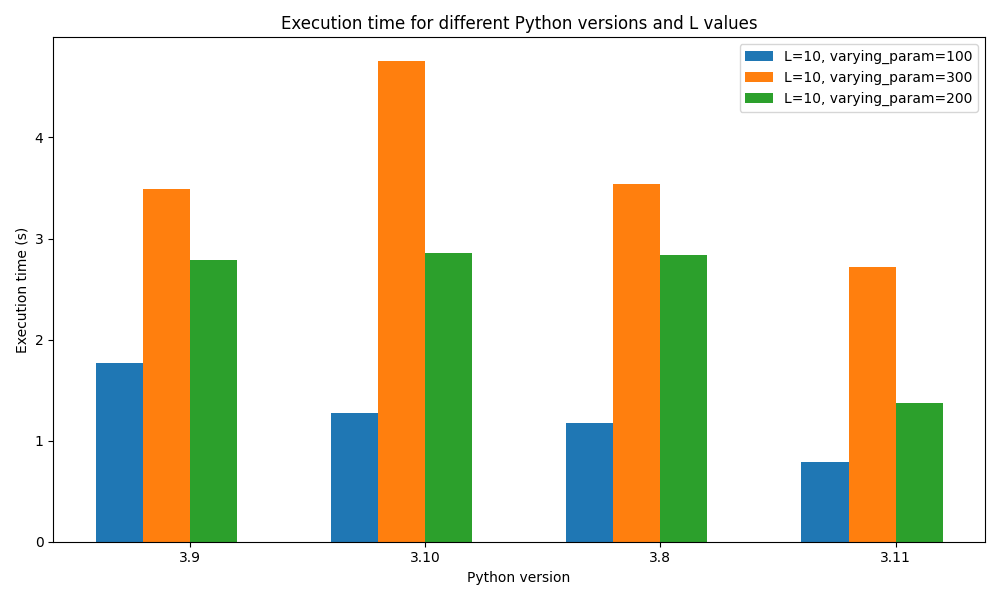 Execution time for different Python versions and L values
L=10, varying_param=100
L=10, varying_param=300
L=10, varying_param=200
Execution time (s)
4
3
2
1
0
3.9
3.10
3.8
3.11
Python version